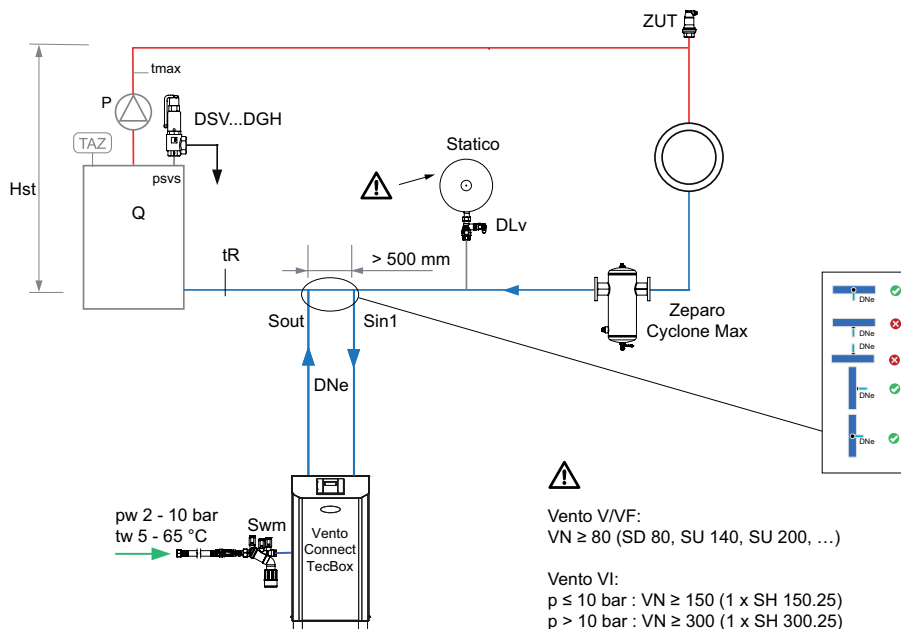 ZUT
tmax
P
DSV...DGH
TAZ
psvs
Hst
Q
Statico
DLv
tR
> 500 mm
Sout
Sin1
Zeparo
Cyclone Max
DNe
DNe
DNe
DNe
DNe
DNe
pw 2 - 10 bar
tw 5 - 65 °C
Swm
Vento
Connect
TecBox
Vento V/VF:
VN ≥ 80 (SD 80, SU 140, SU 200, …)
Vento VI:
p ≤ 10 bar : VN ≥ 150 (1 x SH 150.25)
p > 10 bar : VN ≥ 300 (1 x SH 300.25)